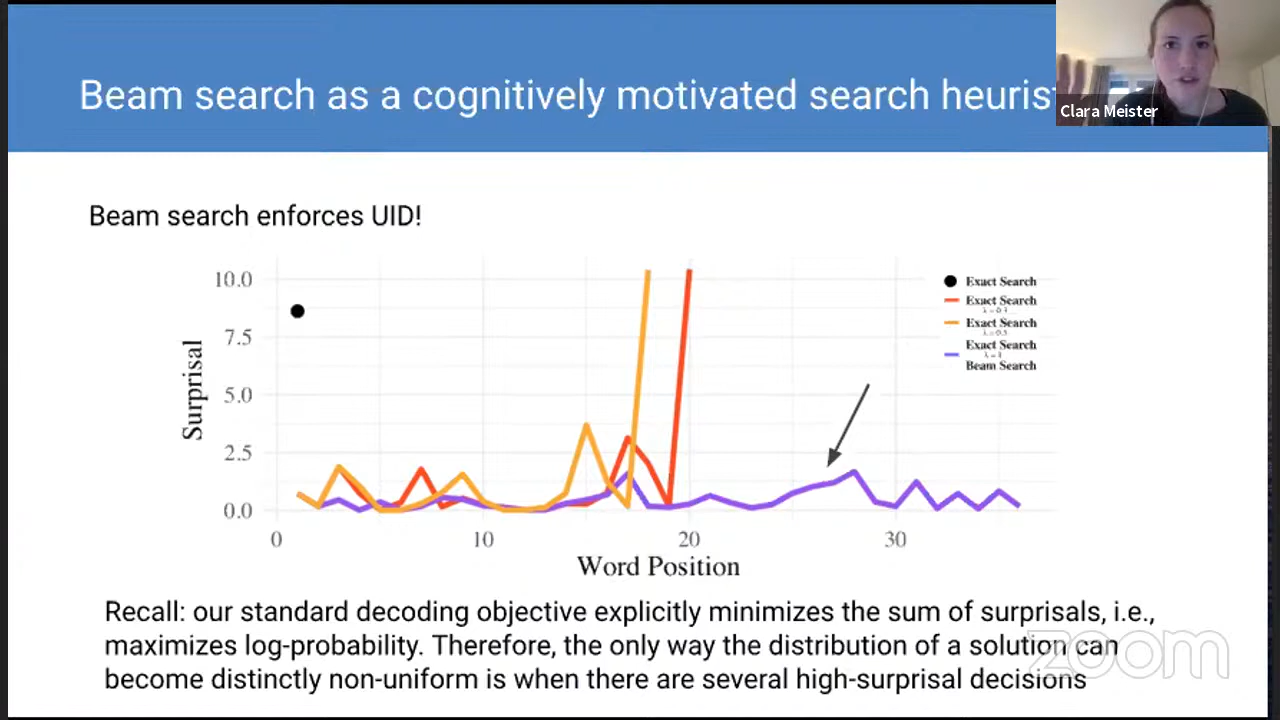 Beam search as a cognitively motivated search heuris
Clara Meister
Beam search enforces UID!
10.0
7.5
5.0
2.5
0.0
Surprisal
0
10
20
30
Word Position
Exact Search
Exact Search
Exact Search
Exact Search
Beam Search
Recall: our standard decoding objective explicitly minimizes the sum of surprisals, i.e.,
maximizes log-probability. Therefore, the only way the distribution of a solution can
become distinctly non-uniform is when there are several high-surprisal decisions
zoom